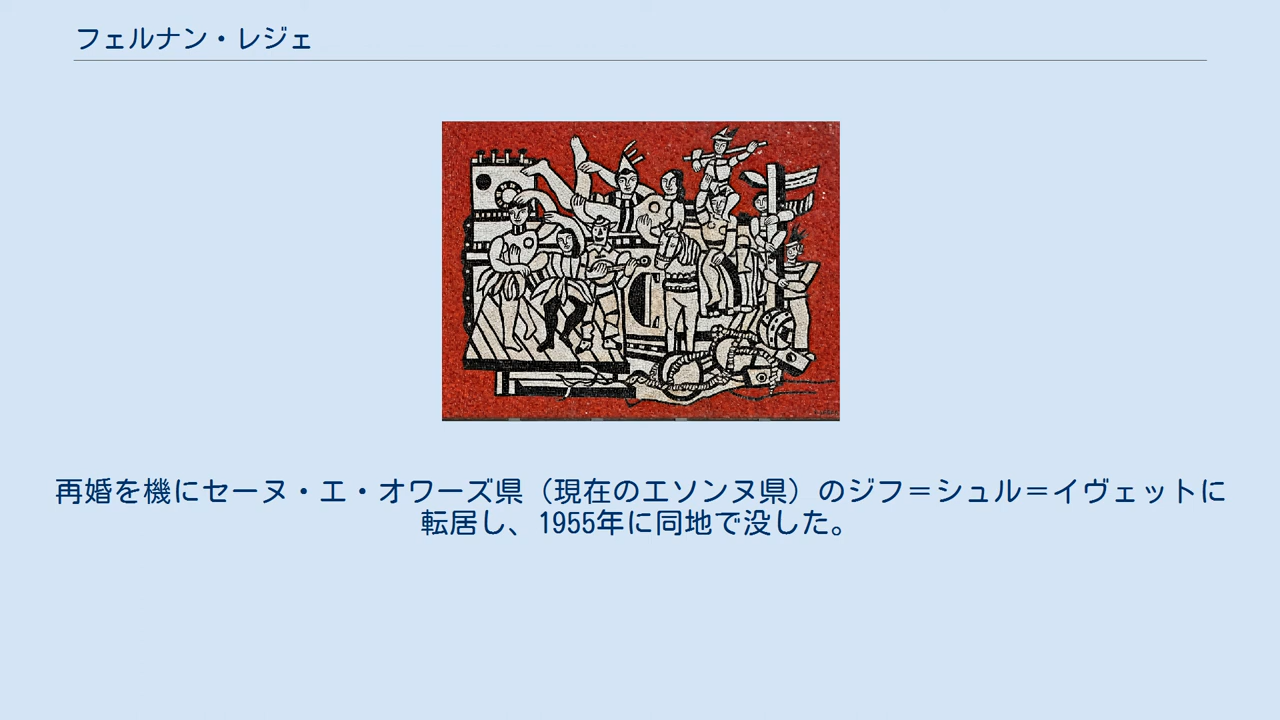 フェルナン・レジェ
再婚を機にセーヌ・エ・オワーズ県（現在のエソンヌ県）のジフ＝シュル＝イヴェットに
転居し、1955年に同地で没した。